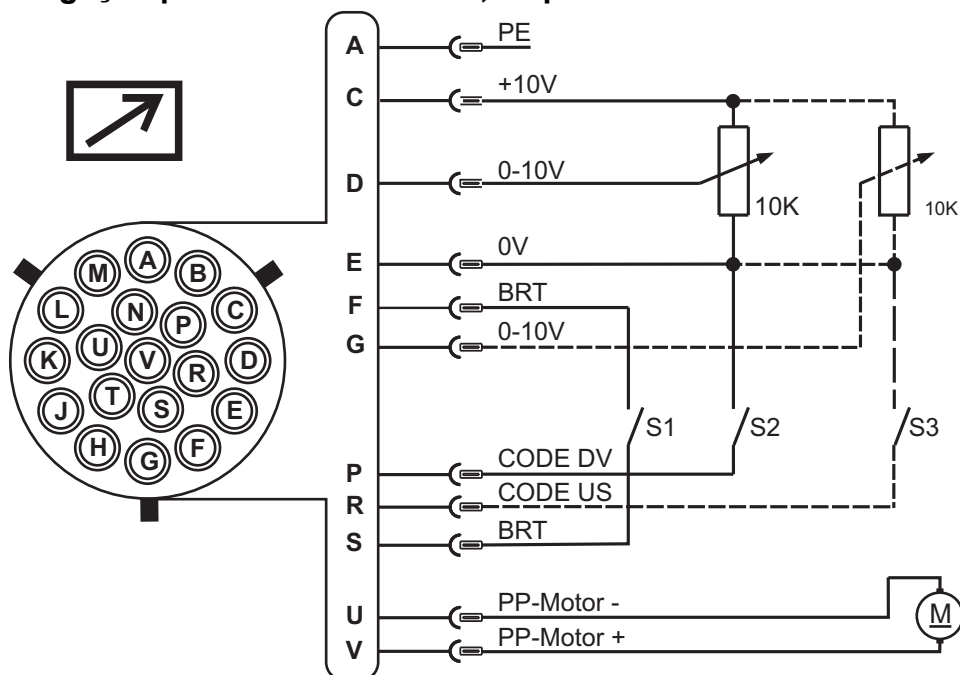 A PE
C +10V
D 0-10V
10K 10K
E 0V
F BRT
G 0-10V
S1 S2 S3
P CODE DV
R CODE US
S BRT
U PP-Motor -
V PP-Motor +
M
A
M B
L N P C
K U V R D
J T S E
H G F